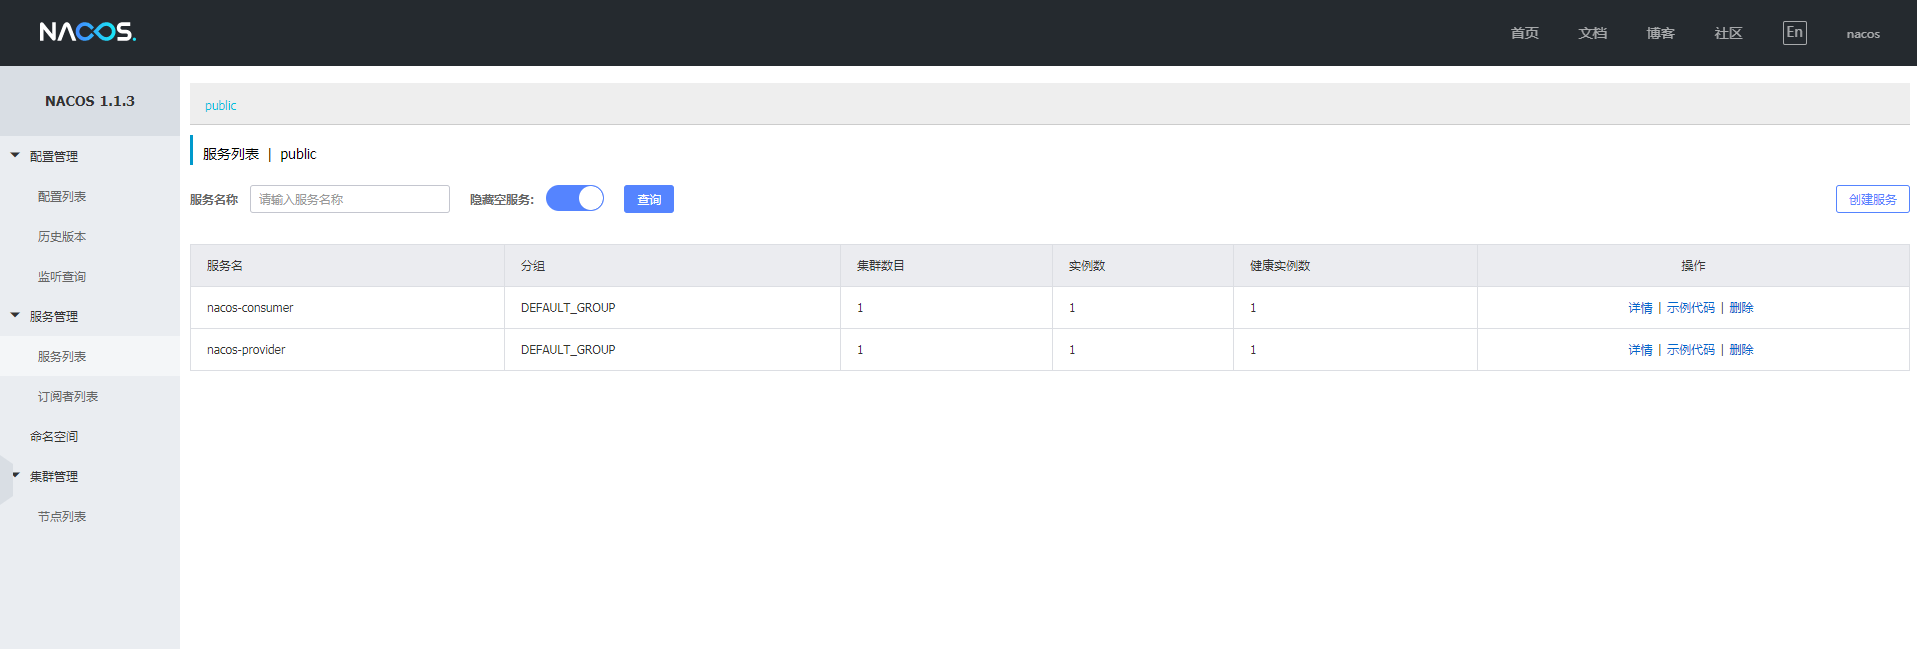 NACOS.
首页 文档 博客 社区 En nacos
NACOS 1.1.3
配置管理
配置列表
历史版本
监听查询
服务管理
服务列表
订阅者列表
命名空间
集群管理
节点列表
public
服务列表 | public
服务名称 请输入服务名称 隐藏空服务: 查询 创建服务
服务名 分组 集群数目 实例数 健康实例数 操作
nacos-consumer DEFAULT_GROUP 1 1 1 详情 | 示例代码 | 删除
nacos-provider DEFAULT_GROUP 1 1 1 详情 | 示例代码 | 删除